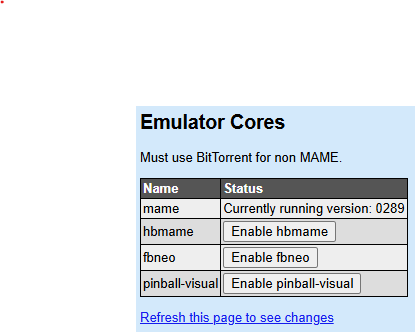 Emulator Cores
Must use BitTorrent for non MAME.
Name Status
mame Currently running version: 0289
hbmame Enable hbmame
fbneo Enable fbneo
pinball-visual Enable pinball-visual
Refresh this page to see changes